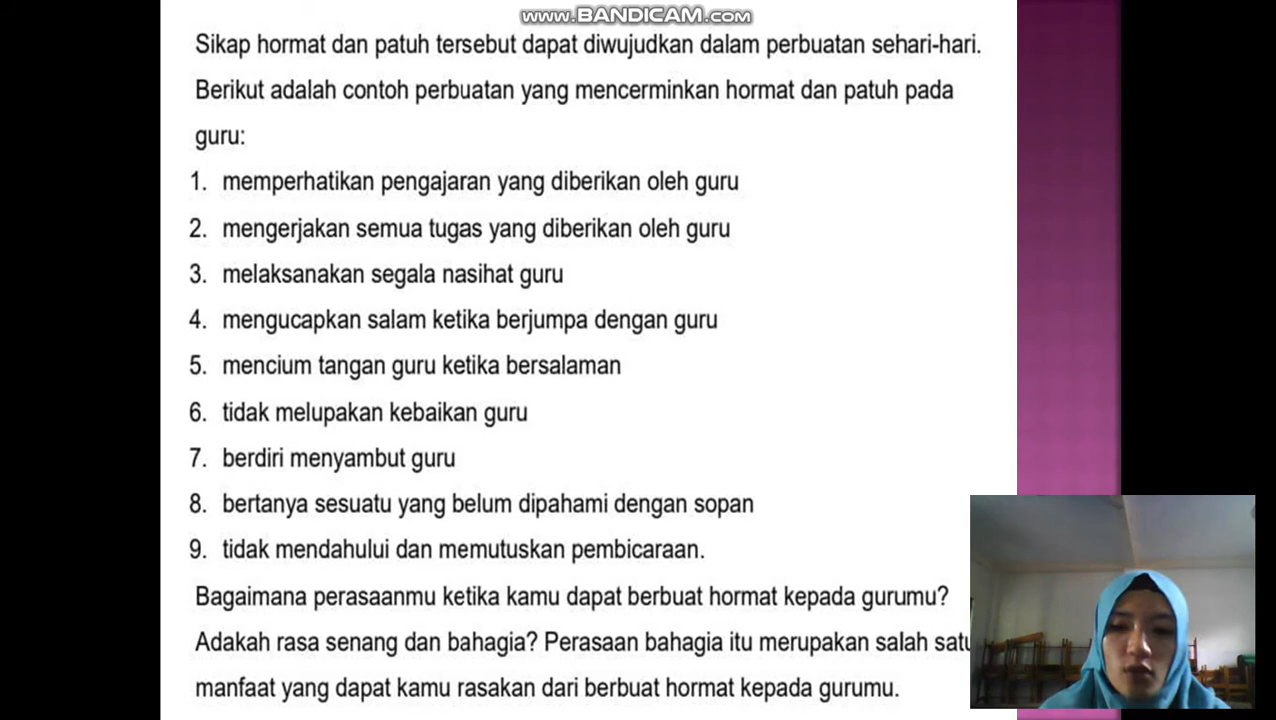 www.BANDICAM.com
Sikap hormat dan patuh tersebut dapat diwujudkan dalam perbuatan sehari-hari.
Berikut adalah contoh perbuatan yang mencerminkan hormat dan patuh pada
guru:
1. memperhatikan pengajaran yang diberikan oleh guru
2. mengerjakan semua tugas yang diberikan oleh guru
3. melaksanakan segala nasihat guru
4. mengucapkan salam ketika berjumpa dengan guru
5. mencium tangan guru ketika bersalaman
6. tidak melupakan kebaikan guru
7. berdiri menyambut guru
8. bertanya sesuatu yang belum dipahami dengan sopan
9. tidak mendahului dan memutuskan pembicaraan.
Bagaimana perasaanmu ketika kamu dapat berbuat hormat kepada gurumu?
Adakah rasa senang dan bahagia? Perasaan bahagia itu merupakan salah satu
manfaat yang dapat kamu rasakan dari berbuat hormat kepada gurumu.